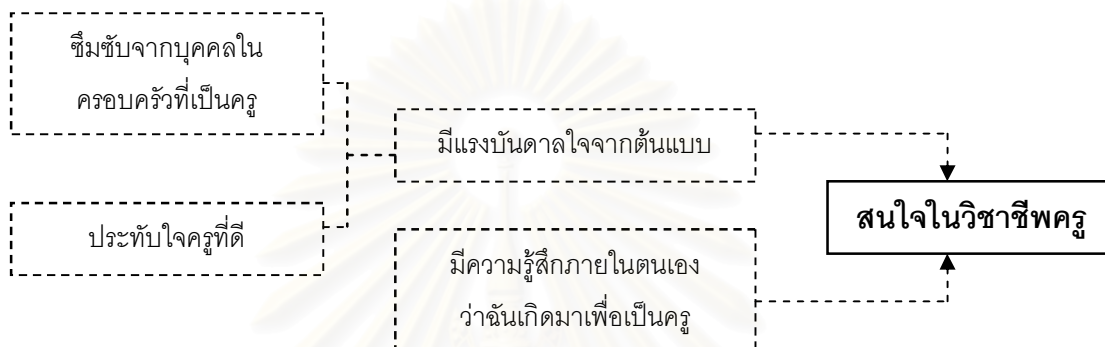 ซึมซับจากบุคคลใน
ครอบครัวที่เป็นครู
มีแรงบันดาลใจจากต้นแบบ
สนใจในวิชาชีพครู
ประทับใจครูที่ดี
มีความรู้สึกภายในตนเอง
ว่าฉันเกิดมาเพื่อเป็นครู